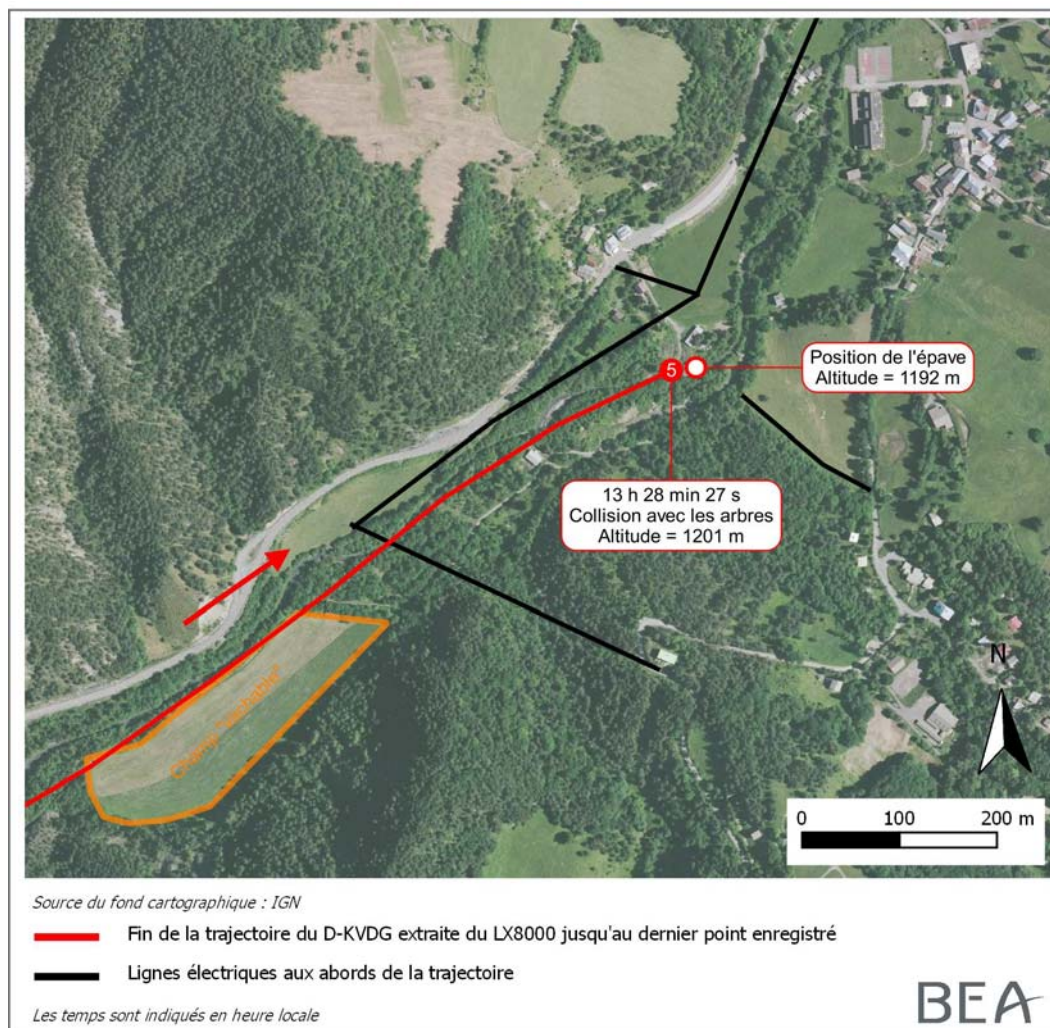 N
5
Position de l'épave
Altitude = 1192 m
13 h 28 min 27 s
Collision avec les arbres
Altitude = 1201 m
0 100 200 m
Source du fond cartographique : IGN
Fin de la trajectoire du D-KVDG extraite du LX8000 jusqu'au dernier point enregistré
Lignes électriques aux abords de la trajectoire
Les temps sont indiqués en heure locale
BEA